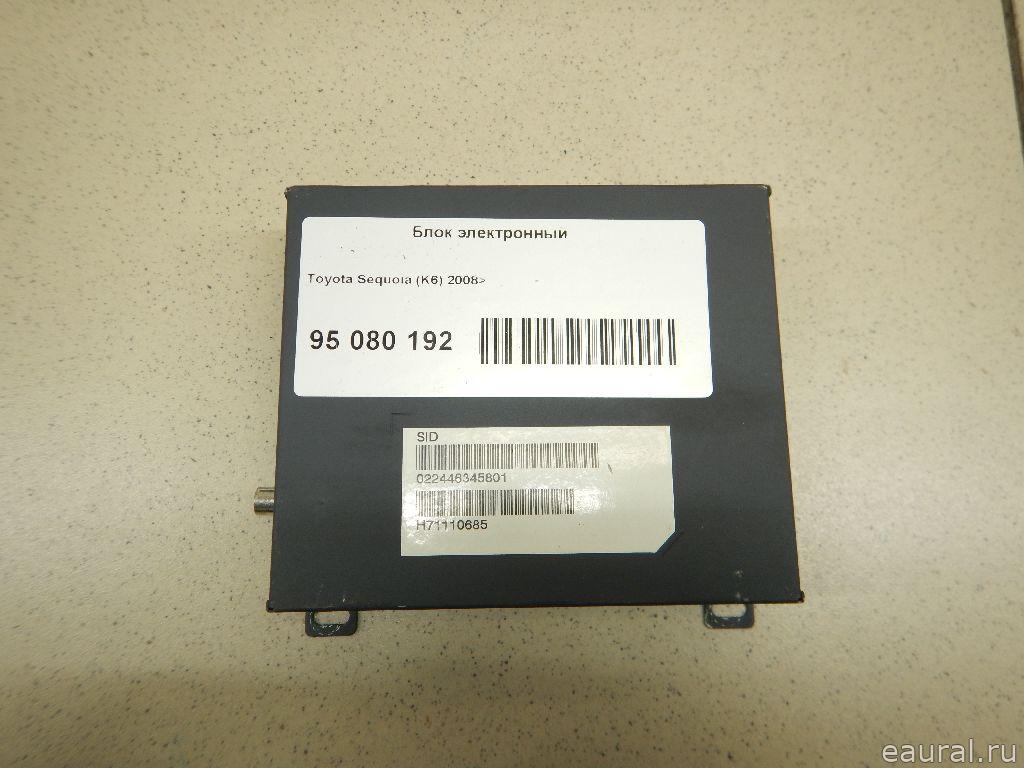 Блок электронный
Toyota Sequoia (K6) 2008>
95 080 192
SID
022446345801
H71110685
eaural.ru